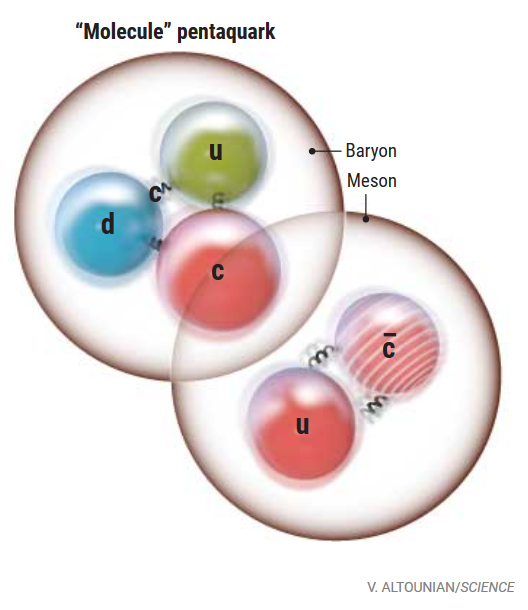 “Molecule” pentaquark
u
Baryon
Meson
c
d
c
c̄
u
V. ALTOUNIAN/SCIENCE